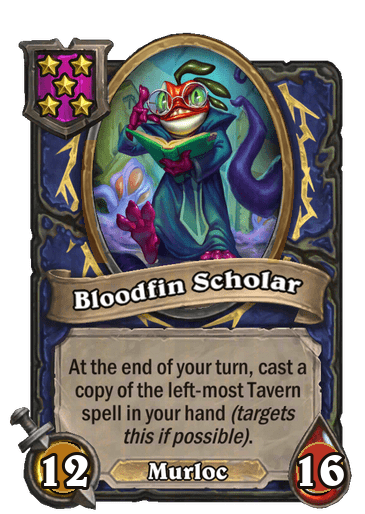 Bloodfin Scholar
At the end of your turn, cast a
copy of the left-most Tavern
spell in your hand (targets
this if possible).
12
Murloc
16